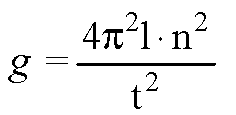 g = 4π²l · n² / t²